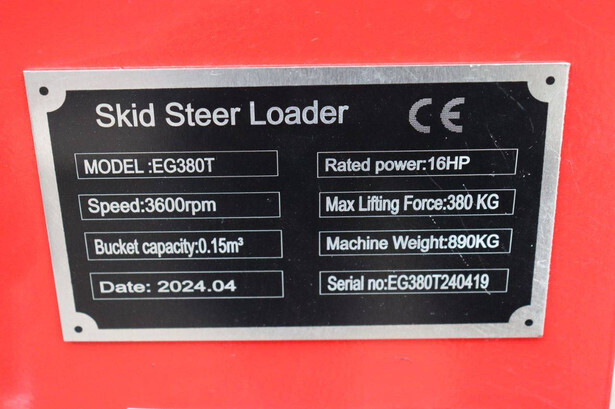 Skid Steer Loader CE
MODEL :EG380T
Rated power:16HP
Speed:3600rpm
Max Lifting Force:380 KG
Bucket capacity:0.15m³
Machine Weight:890KG
Date: 2024.04
Serial no:EG380T240419